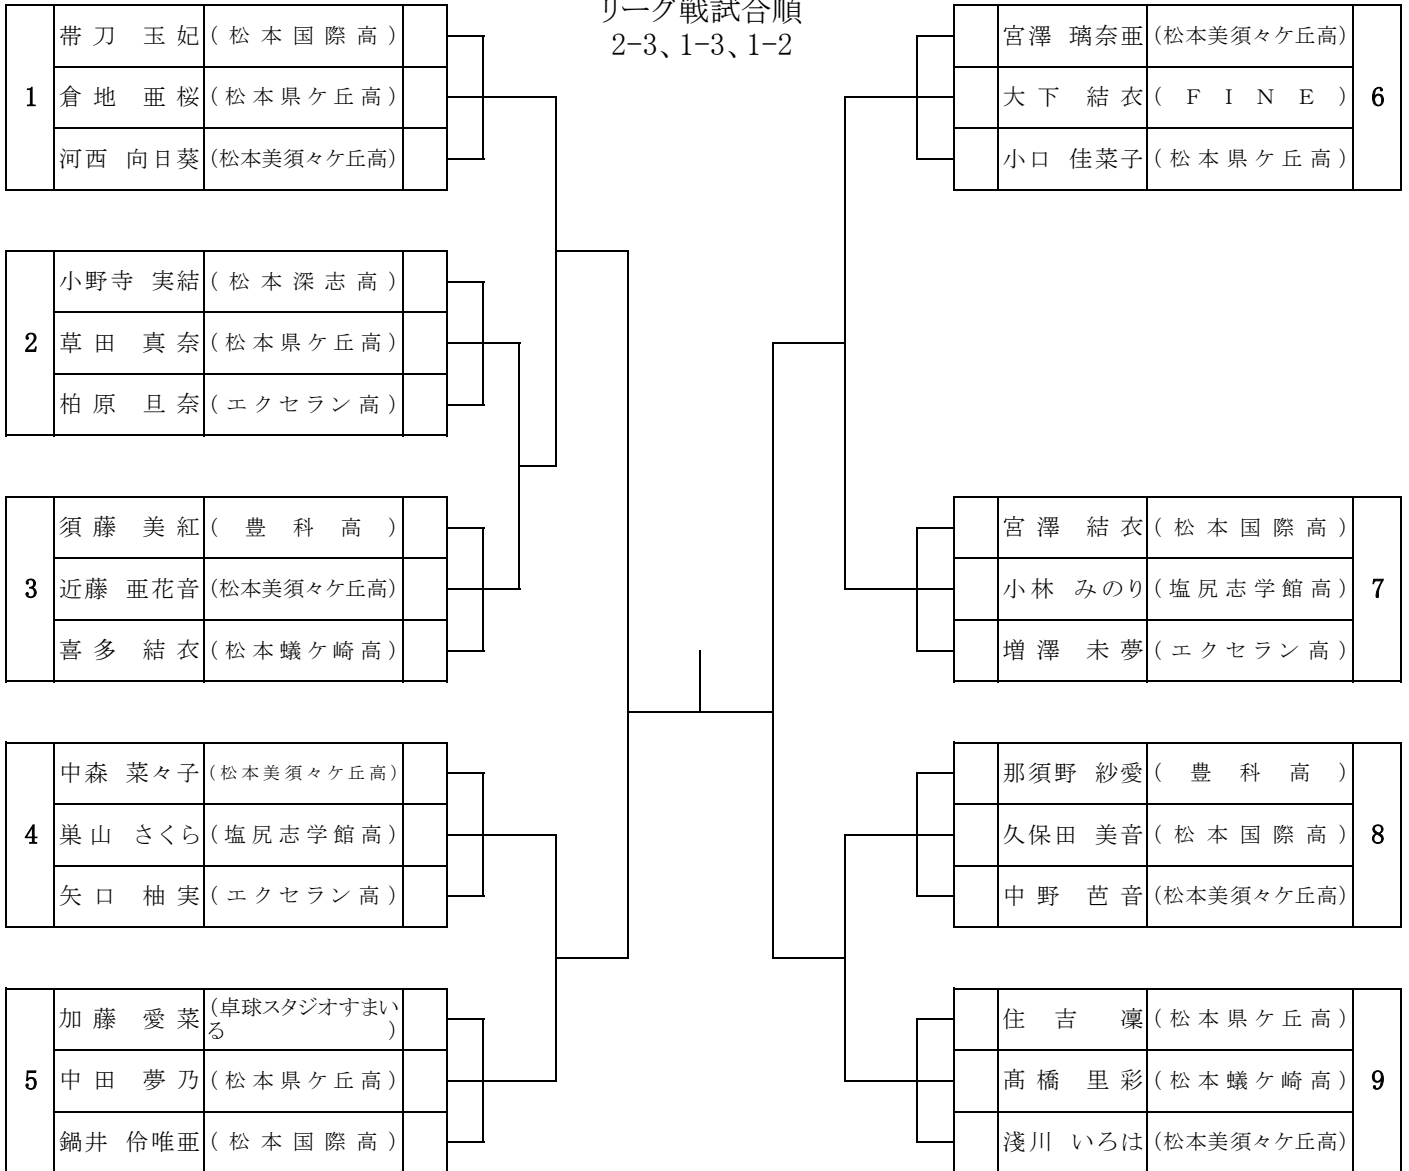 リーグ戦試合順
2-3、1-3、1-2
1
帯刀 玉妃 (松本国際高)
倉地 亜桜 (松本県ケ丘高)
河西 向日葵 (松本美須々ケ丘高)
2
小野寺 実結 (松本深志高)
草田 真奈 (松本県ケ丘高)
柏原 旦奈 (エクセラン高)
3
須藤 美紅 (豊科高)
近藤 亜花音 (松本美須々ケ丘高)
喜多 結衣 (松本蟻ケ崎高)
4
中森 菜々子 (松本美須々ケ丘高)
巣山 さくら (塩尻志学館高)
矢口 柚実 (エクセラン高)
5
加藤 愛菜 (卓球スタジオすまい
る)
中田 夢乃 (松本県ケ丘高)
鍋井 伶唯亜 (松本国際高)
6
宮澤 璃奈亜 (松本美須々ケ丘高)
大下 結衣 (FINE)
小口 佳菜子 (松本県ケ丘高)
7
宮澤 結衣 (松本国際高)
小林 みのり (塩尻志学館高)
増澤 未夢 (エクセラン高)
8
那須野 紗愛 (豊科高)
久保田 美音 (松本国際高)
中野 芭音 (松本美須々ケ丘高)
9
住吉 凜 (松本県ケ丘高)
髙橋 里彩 (松本蟻ケ崎高)
淺川 いろは (松本美須々ケ丘高)